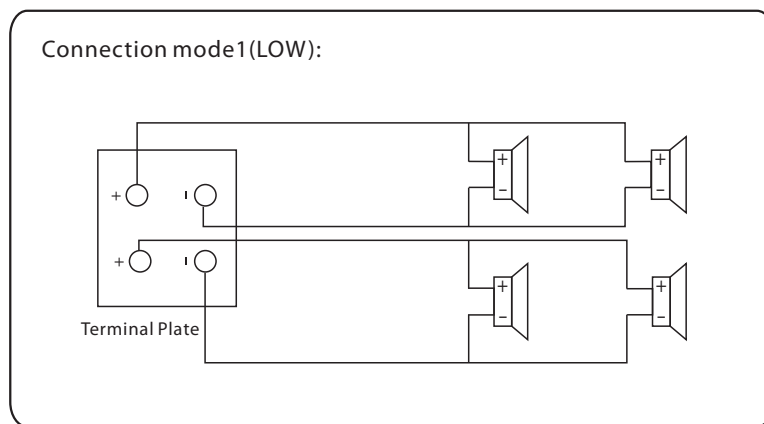 Connection mode1(LOW):
+ I
+ –
+ –
+ I
+ –
+ –
Terminal Plate